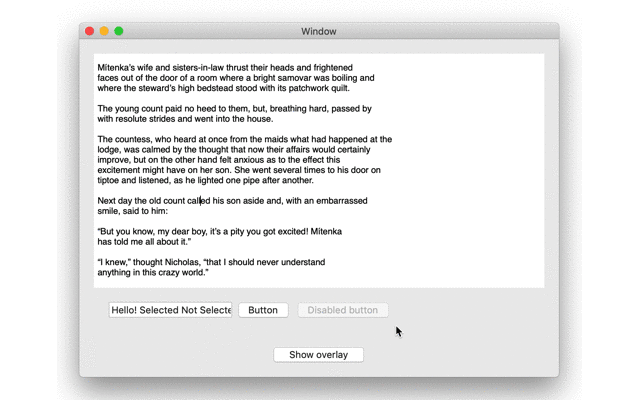 Window
Mítenka’s wife and sisters-in-law thrust their heads and frightened
faces out of the door of a room where a bright samovar was boiling and
where the steward’s high bedstead stood with its patchwork quilt.
The young count paid no heed to them, but, breathing hard, passed by
with resolute strides and went into the house.
The countess, who heard at once from the maids what had happened at the
lodge, was calmed by the thought that now their affairs would certainly
improve, but on the other hand felt anxious as to the effect this
excitement might have on her son. She went several times to his door on
tiptoe and listened, as he lighted one pipe after another.
Next day the old count called his son aside and, with an embarrassed
smile, said to him:
“But you know, my dear boy, it’s a pity you got excited! Mítenka
has told me all about it.”
“I knew,” thought Nicholas, “that I should never understand
anything in this crazy world.”
Hello! Selected Not Selecte Button Disabled button
Show overlay